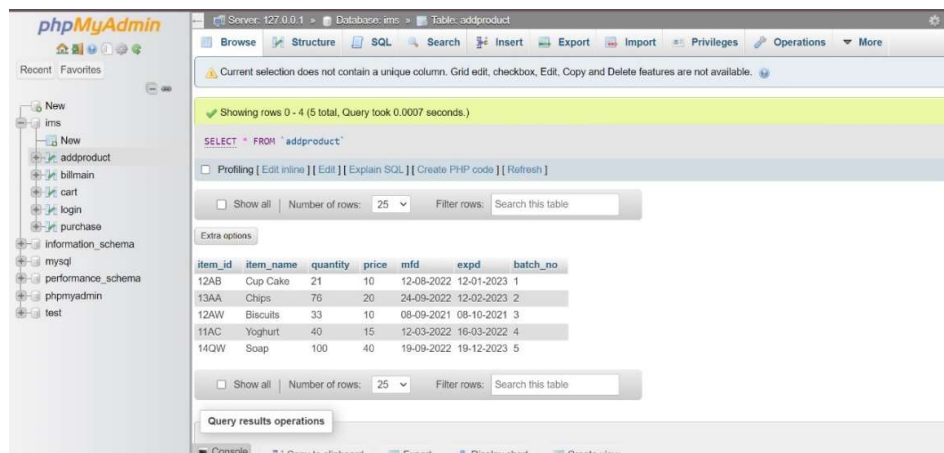 phpMyAdmin
Recent Favorites
New
ims
New
addproduct
billmain
cart
login
purchase
information_schema
mysql
performance_schema
phpmyadmin
test
Server: 127.0.0.1 » Database: ims » Table: addproduct
Browse Structure SQL Search Insert Export Import Privileges Operations More
Current selection does not contain a unique column. Grid edit, checkbox, Edit, Copy and Delete features are not available.
Showing rows 0 - 4 (5 total, Query took 0.0007 seconds.)
SELECT * FROM `addproduct`
Profiling [ Edit inline ] [ Edit ] [ Explain SQL ] [ Create PHP code ] [ Refresh ]
Show all | Number of rows: 25 Filter rows: Search this table
Extra options
item_id item_name quantity price mfd expd batch_no
12AB Cup Cake 21 10 12-08-2022 12-01-2023 1
13AA Chips 76 20 24-09-2022 12-02-2023 2
12AW Biscuits 33 10 08-09-2021 08-10-2021 3
11AC Yoghurt 40 15 12-03-2022 16-03-2022 4
14QW Soap 100 40 19-09-2022 19-12-2023 5
Show all | Number of rows: 25 Filter rows: Search this table
Query results operations
Console Copy to clipboard Export Display chart Create view